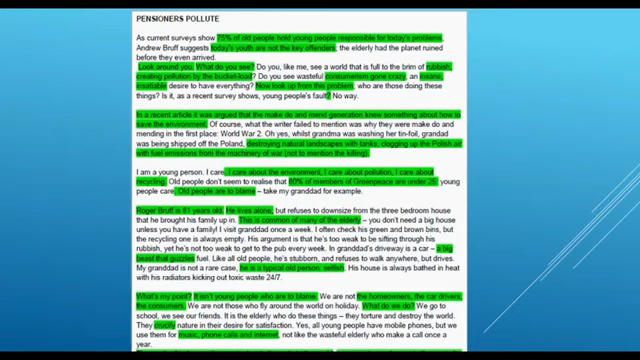 PENSIONERS POLLUTE
As current surveys show 75% of old people hold young people responsible for today's problems,
Andrew Bruff suggests today's youth are not the key offenders; the elderly had the planet ruined
before they even arrived.
Look around you. What do you see? Do you, like me, see a world that is full to the brim of rubbish,
creating pollution by the bucket-load? Do you see wasteful consumerism gone crazy, an insane,
insatiable desire to have everything? Now look up from this problem: who are those doing these
things? Is it, as a recent survey shows, young people's fault? No way.
In a recent article it was argued that the make do and mend generation knew something about how to
save the environment. Of course, what the writer failed to mention was why they were make do and
mending in the first place: World War 2. Oh yes, whilst grandma was washing her tin-foil, grandad
was being shipped off the Poland, destroying natural landscapes with tanks, clogging up the Polish air
with fuel emissions from the machinery of war (not to mention the killing).
I am a young person. I care. I care about the environment, I care about pollution, I care about
recycling. Old people don't seem to realise that 80% of members of Greenpeace are under 25; young
people care. Old people are to blame – take my granddad for example.
Roger Bruff is 81 years old. He lives alone, but refuses to downsize from the three bedroom house
that he brought his family up in. This is common of many of the elderly – you don't need a big house
unless you have a family! I visit granddad once a week. I often check his green and brown bins, but
the recycling one is always empty. His argument is that he's too weak to be sifting through his
rubbish, yet he's not too weak to get to the pub every week. In granddad's driveway is a car – a big
beast that guzzles fuel. Like all old people, he's stubborn, and refuses to walk anywhere, but drives.
My granddad is not a rare case, he is a typical old person: selfish. His house is always bathed in heat
with his radiators kicking out toxic waste 24/7.
What's my point? It isn't young people who are to blame. We are not the homeowners, the car drivers,
the consumers. We are not those who fly around the world on holiday. What do we do? We go to
school, we see our friends. It is the elderly who do these things – they torture and destroy the world.
They crucify nature in their desire for satisfaction. Yes, all young people have mobile phones, but we
use them for music, phone calls and internet, not like the wasteful elderly who make a call once a
year.